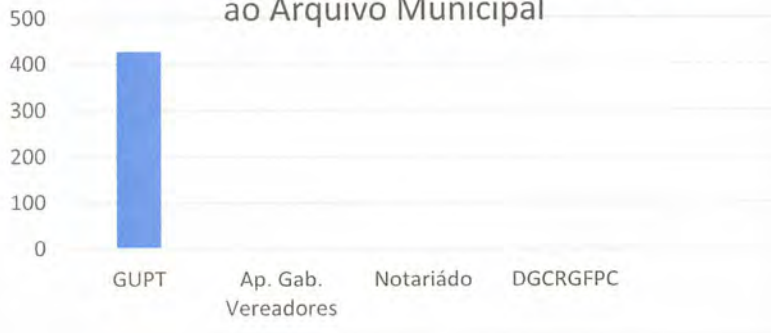 ao Arquivo Municipal
500
400
300
200
100
0
GUPT
Ap. Gab.
Vereadores
Notariádo
DGCRGFPC